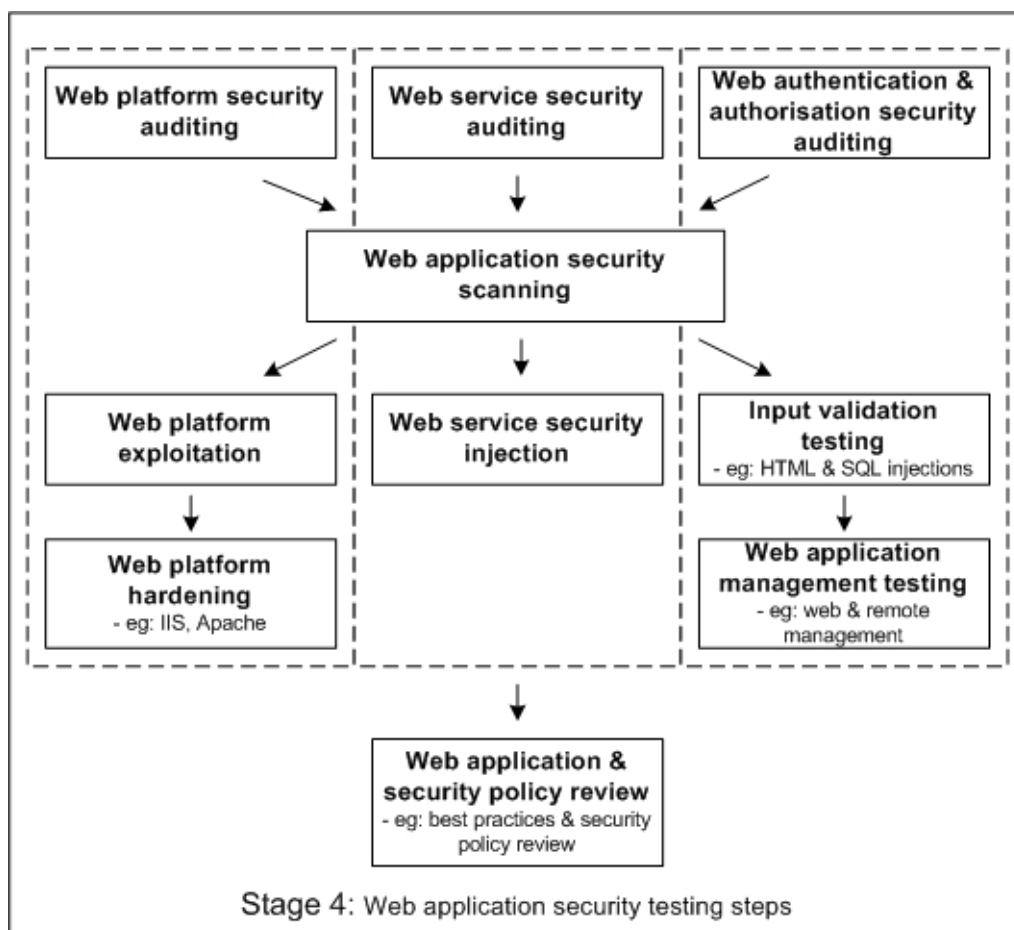 Web platform security
auditing
Web service security
auditing
Web authentication &
authorisation security
auditing
Web application security
scanning
Web platform
exploitation
Web service security
injection
Input validation
testing
- eg: HTML & SQL injections
Web platform
hardening
- eg: IIS, Apache
Web application
management testing
- eg: web & remote
management
Web application &
security policy review
- eg: best practices & security
policy review
Stage 4: Web application security testing steps